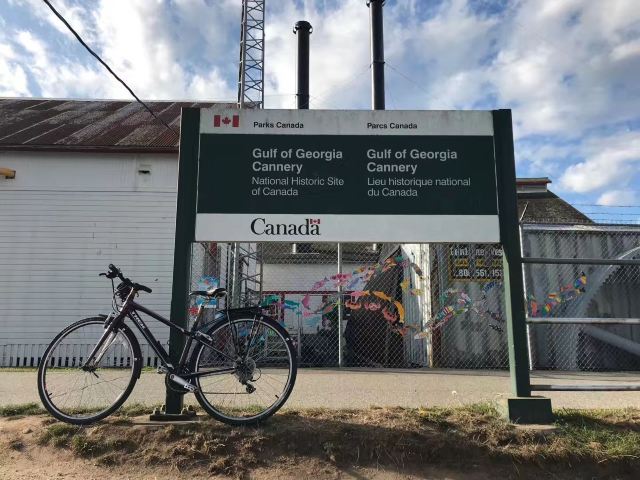 Parks Canada
Parcs Canada
Gulf of Georgia
Cannery
National Historic Site
of Canada
Gulf of Georgia
Cannery
Lieu historique national
du Canada
Canada